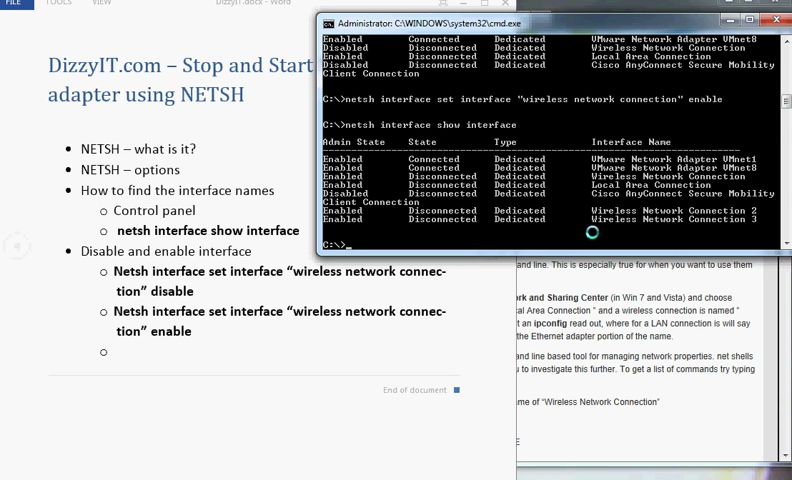 FILE TOOLS VIEW DizzyIT.docx - Word
DizzyIT.com – Stop and Start
adapter using NETSH
• NETSH – what is it?
• NETSH – options
• How to find the interface names
o Control panel
o netsh interface show interface
• Disable and enable interface
o Netsh interface set interface “wireless network connec-
tion” disable
o Netsh interface set interface “wireless network connec-
tion” enable
o
End of document
Administrator: C:\WINDOWS\system32\cmd.exe
Enabled Connected Dedicated VMware Network Adapter VMnet8
Disabled Disconnected Dedicated Wireless Network Connection
Enabled Disconnected Dedicated Local Area Connection
Disabled Disconnected Dedicated Cisco AnyConnect Secure Mobility
Client Connection
C:\>netsh interface set interface "wireless network connection" enable
C:\>netsh interface show interface
Admin State State Type Interface Name
Enabled Connected Dedicated VMware Network Adapter VMnet1
Enabled Connected Dedicated VMware Network Adapter VMnet8
Enabled Disconnected Dedicated Wireless Network Connection
Enabled Disconnected Dedicated Local Area Connection
Disabled Disconnected Dedicated Cisco AnyConnect Secure Mobility
Client Connection
Enabled Disconnected Dedicated Wireless Network Connection 2
Enabled Disconnected Dedicated Wireless Network Connection 3
C:\>_
and line. This is especially true for when you want to use them
rk and Sharing Center (in Win 7 and Vista) and choose
cal Area Connection " and a wireless connection is named "
t an ipconfig read out, where for a LAN connection is will say
the Ethernet adapter portion of the name.
and line based tool for managing network properties. net shells
u to investigate this further. To get a list of commands try typing
me of “Wireless Network Connection”